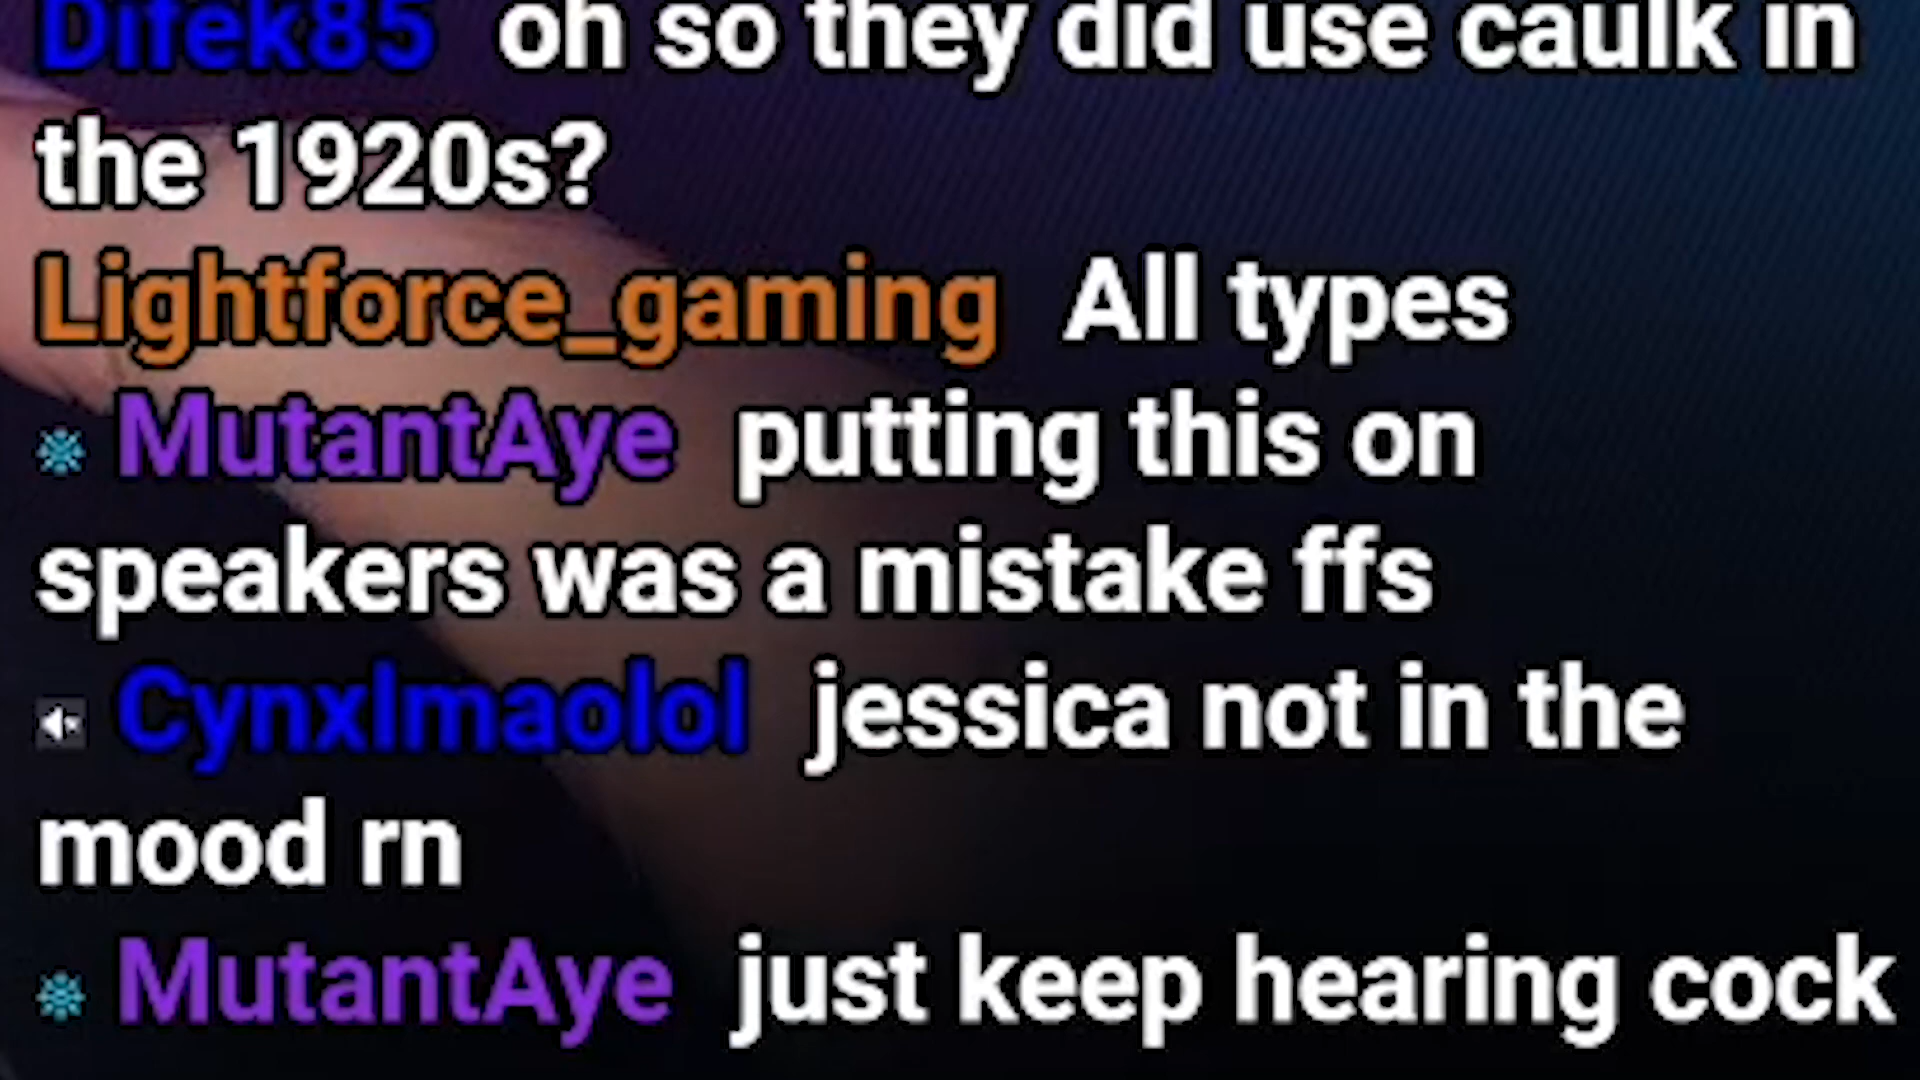 Difek85 oh so they did use caulk in
the 1920s?
Lightforce_gaming All types
MutantAye putting this on
speakers was a mistake ffs
Cynxlmaolol jessica not in the
mood rn
MutantAye just keep hearing cock